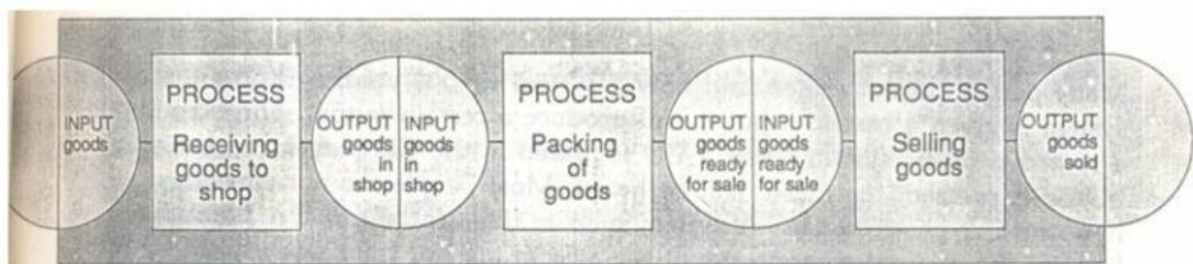 INPUT
goods
PROCESS
Receiving
goods to
shop
OUTPUT
goods
in
shop
INPUT
goods
in
shop
PROCESS
Packing
of
goods
OUTPUT
goods
ready
for sale
INPUT
goods
ready
for sale
PROCESS
Selling
goods
OUTPUT
goods
sold